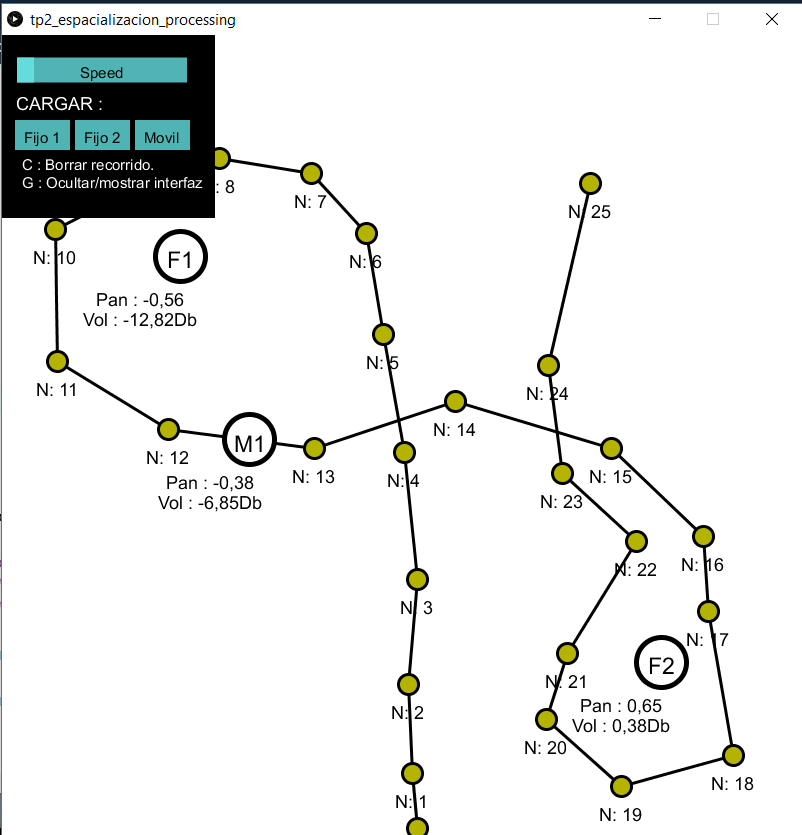 tp2_espacializacion_processing
Speed
CARGAR :
Fijo 1 Fijo 2 Movil
C : Borrar recorrido.
G : Ocultar/mostrar interfaz
: 8
N: 7
N: 25
N: 10
F1
N: 6
Pan : -0,56
Vol : -12,82Db
N: 5
N: 11
N: 24
N: 14
M1
N: 12
N: 13
N: 15
Pan : -0,38
Vol : -6,85Db
N: 4
N: 23
N: 16
N: 22
N: 3
N: 17
F2
N: 21
Pan : 0,65
Vol : 0,38Db
N: 2
N: 20
N: 18
N: 1
N: 19